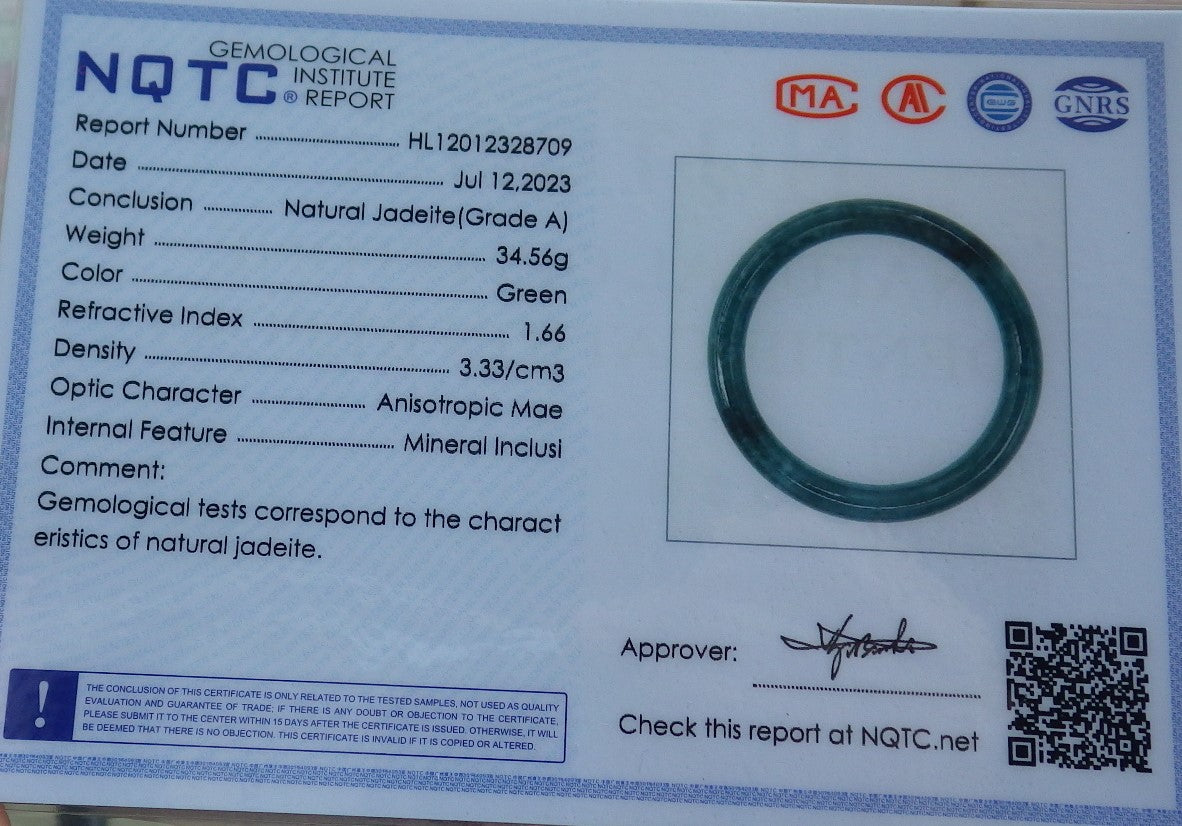 NQTC® GEMOLOGICAL INSTITUTE REPORT
Report Number HL12012328709
Date Jul 12,2023
Conclusion Natural Jadeite(Grade A)
Weight 34.56g
Color Green
Refractive Index 1.66
Density 3.33/cm3
Optic Character Anisotropic Mae
Internal Feature Mineral Inclusi
Comment:
Gemological tests correspond to the charact
eristics of natural jadeite.
! THE CONCLUSION OF THIS CERTIFICATE IS ONLY RELATED TO THE TESTED SAMPLES, NOT USED AS QUALITY
EVALUATION AND GUARANTEE OF TRADE; IF THERE IS ANY DOUBT OR OBJECTION TO THE CERTIFICATE,
PLEASE SUBMIT IT TO THE CENTER WITHIN 15 DAYS AFTER THE CERTIFICATE IS ISSUED. OTHERWISE, IT WILL
BE DEEMED THAT THERE IS NO OBJECTION. THIS CERTIFICATE IS INVALID IF IT IS COPIED OR ALTERED.
MA
GNRS
Approver:
Check this report at NQTC.net